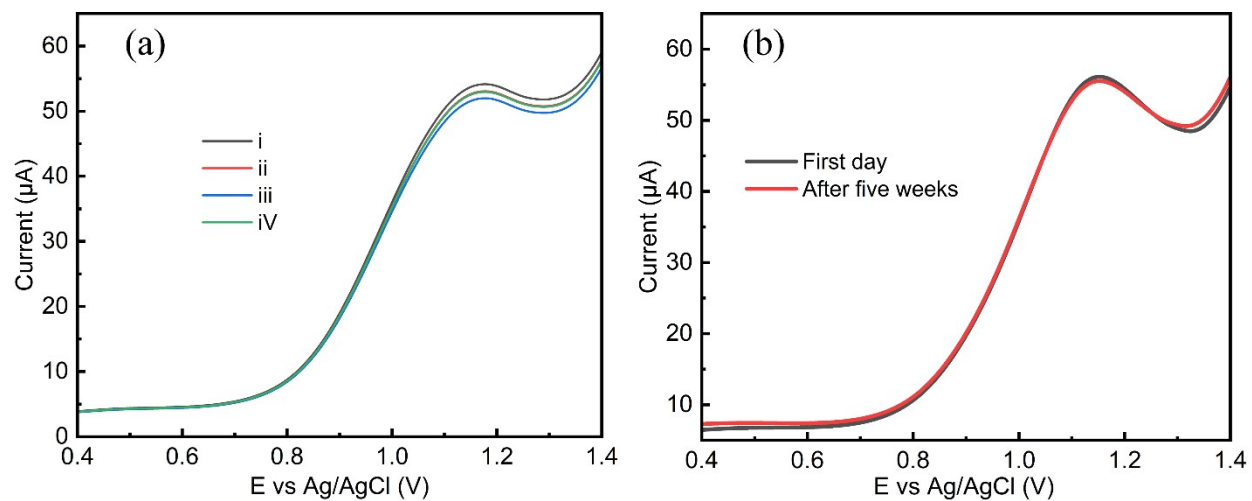 (a)
60
50
40
30
20
10
0
Current (µA)
i
ii
iii
iV
0.4 0.6 0.8 1.0 1.2 1.4
E vs Ag/AgCl (V)
(b)
60
50
40
30
20
10
Current (µA)
First day
After five weeks
0.4 0.6 0.8 1.0 1.2 1.4
E vs Ag/AgCl (V)